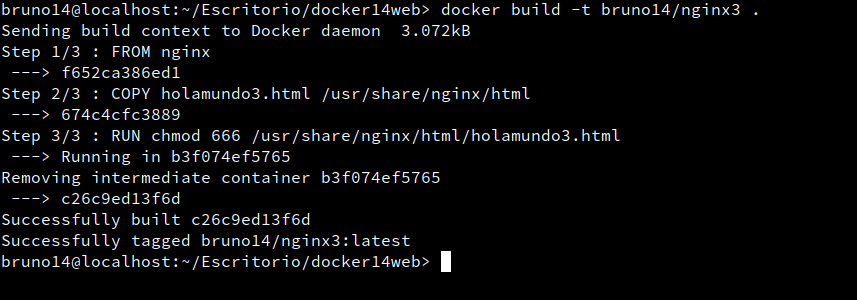 bruno14@localhost:~/Escritorio/docker14web> docker build -t bruno14/nginx3 .
Sending build context to Docker daemon  3.072kB
Step 1/3 : FROM nginx
 ---> f652ca386ed1
Step 2/3 : COPY holamundo3.html /usr/share/nginx/html
 ---> 674c4cfc3889
Step 3/3 : RUN chmod 666 /usr/share/nginx/html/holamundo3.html
 ---> Running in b3f074ef5765
Removing intermediate container b3f074ef5765
 ---> c26c9ed13f6d
Successfully built c26c9ed13f6d
Successfully tagged bruno14/nginx3:latest
bruno14@localhost:~/Escritorio/docker14web>